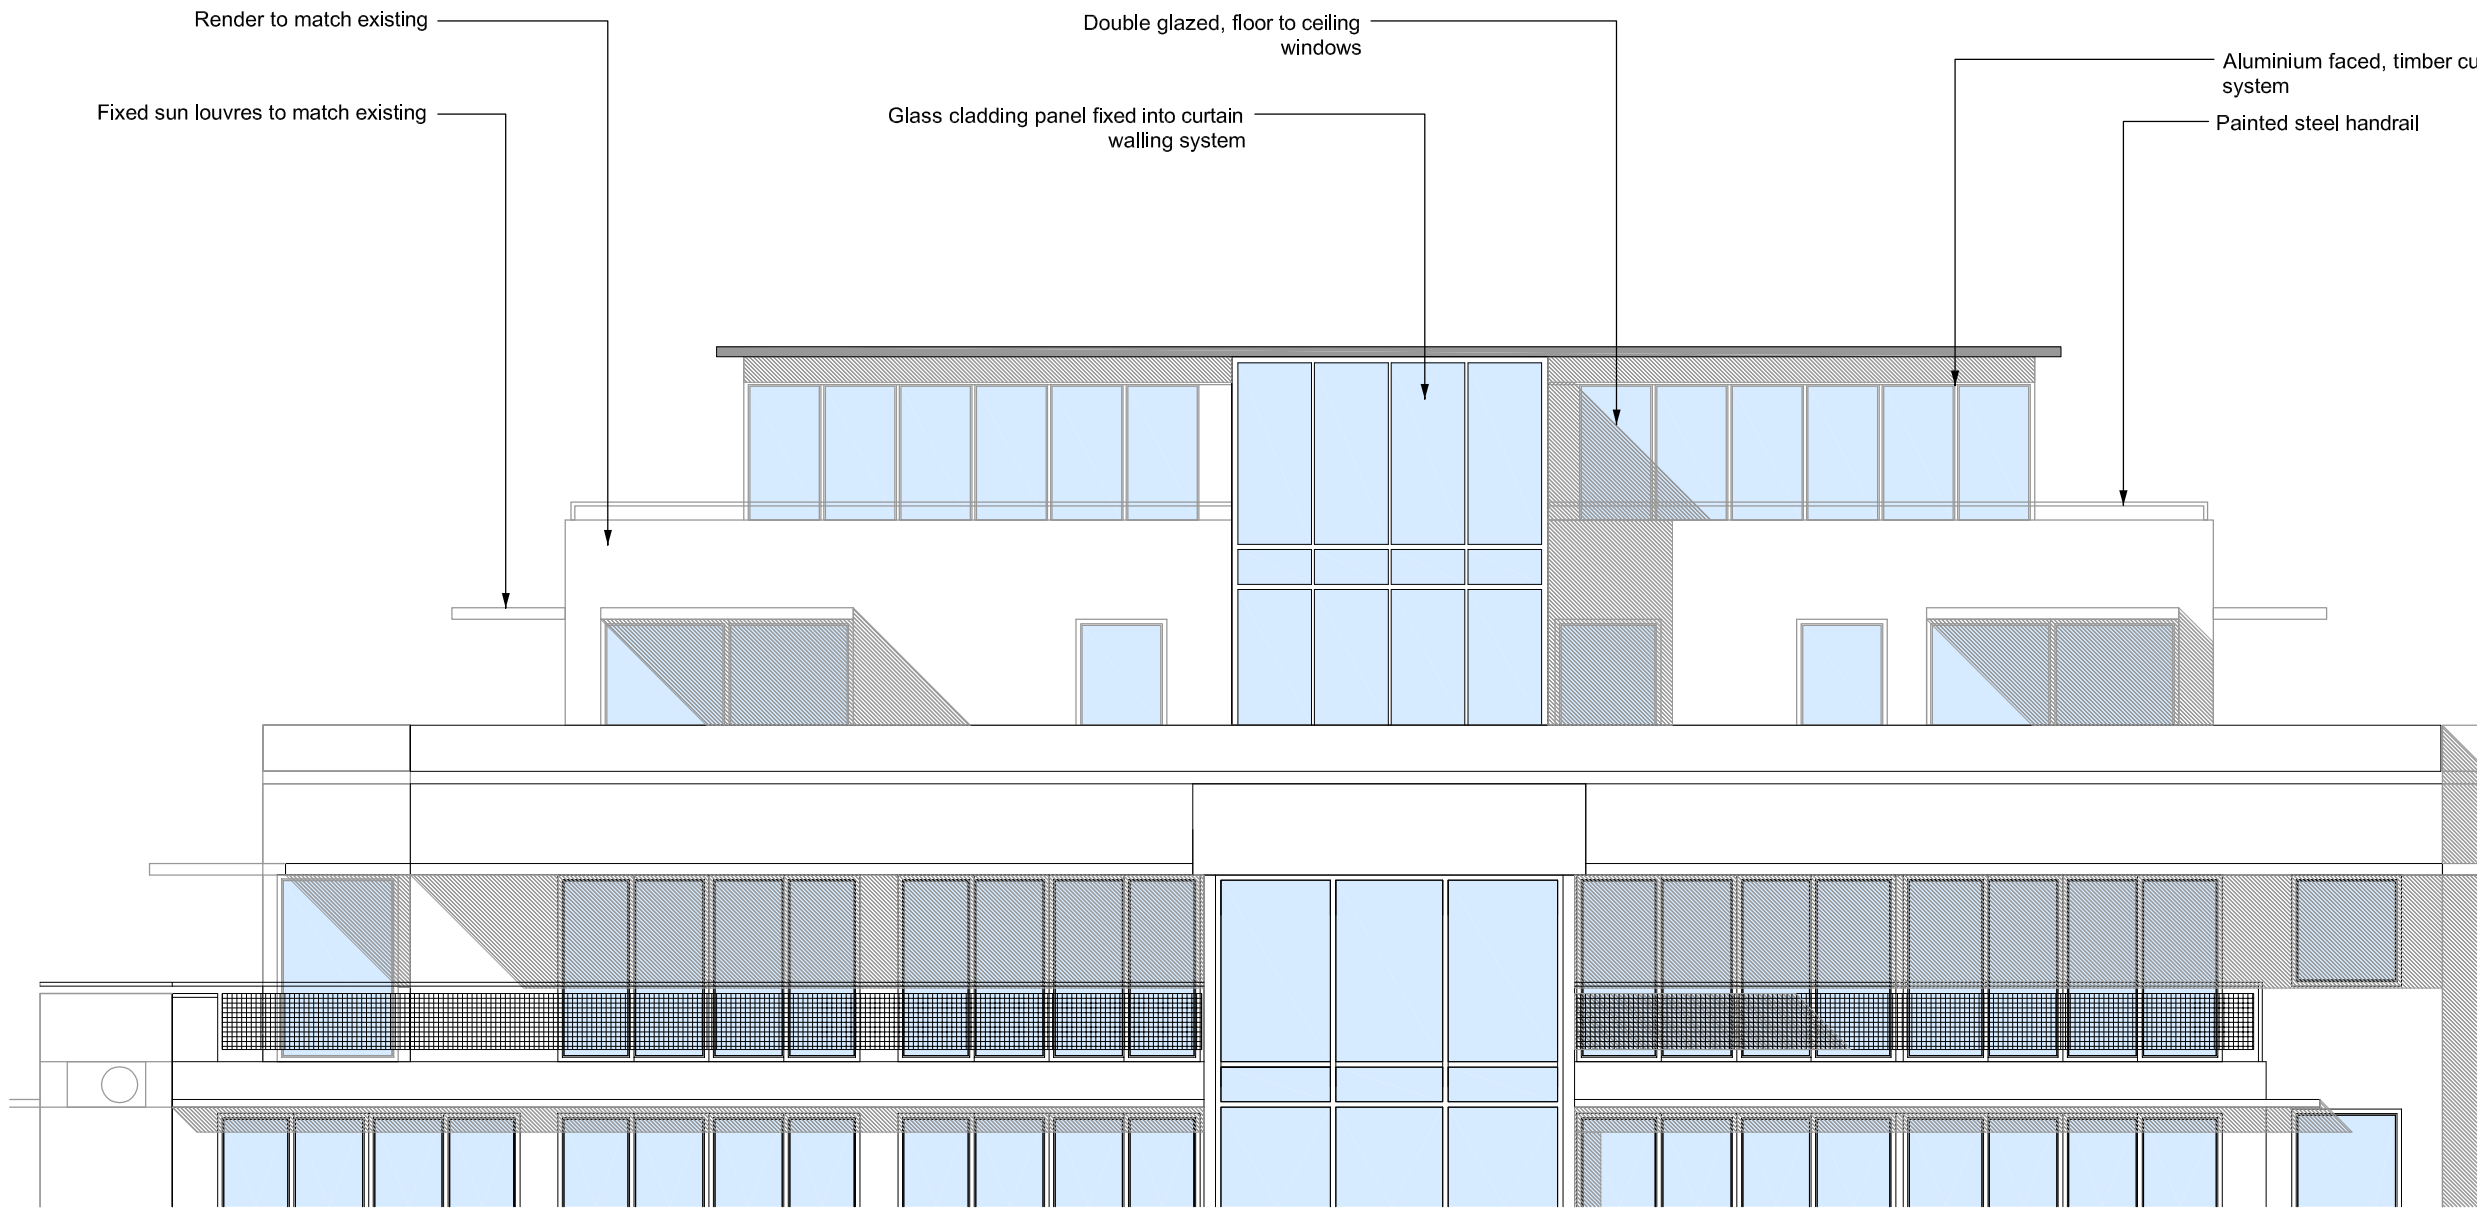 Render to match existing
Double glazed, floor to ceiling
windows
Aluminium faced, timber
system
Fixed sun louvres to match existing
Glass cladding panel fixed into curtain
walling system
Painted steel handrail